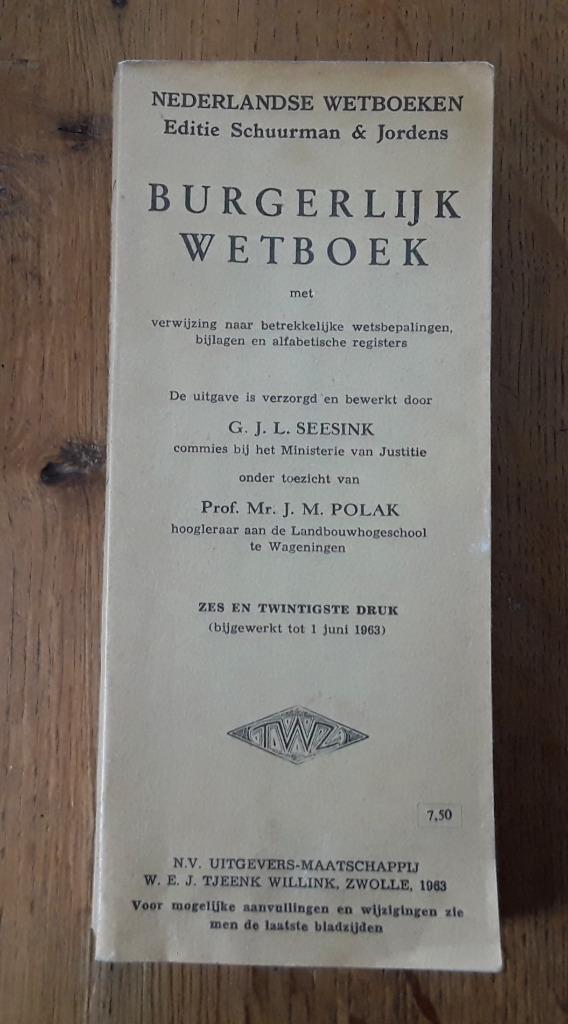 NEDERLANDSE WETBOEKEN
Editie Schuurman & Jordens
BURGERLIJK
WETBOEK
met
verwijzing naar betrekkelijke wetsbepalingen,
bijlagen en alfabetische registers
De uitgave is verzorgd en bewerkt door
G. J. L. SEESINK
commies bij het Ministerie van Justitie
onder toezicht van
Prof. Mr. J. M. POLAK
hoogleraar aan de Landbouwhogeschool
te Wageningen
ZES EN TWINTIGSTE DRUK
(bijgewerkt tot 1 juni 1963)
TWZ
7,50
N.V. UITGEVERS-MAATSCHAPPIJ
W. E. J. TJEENK WILLINK, ZWOLLE, 1963
Voor mogelijke aanvullingen en wijzigingen zie
men de laatste bladzijden